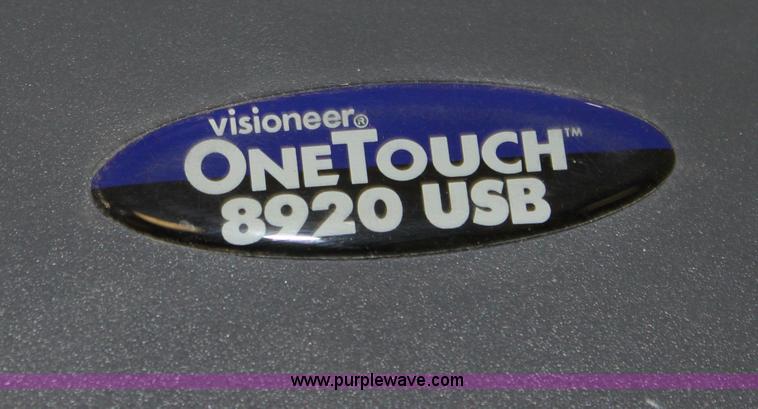 visioneer®
ONETOUCH™
8920 USB
www.purplewave.com